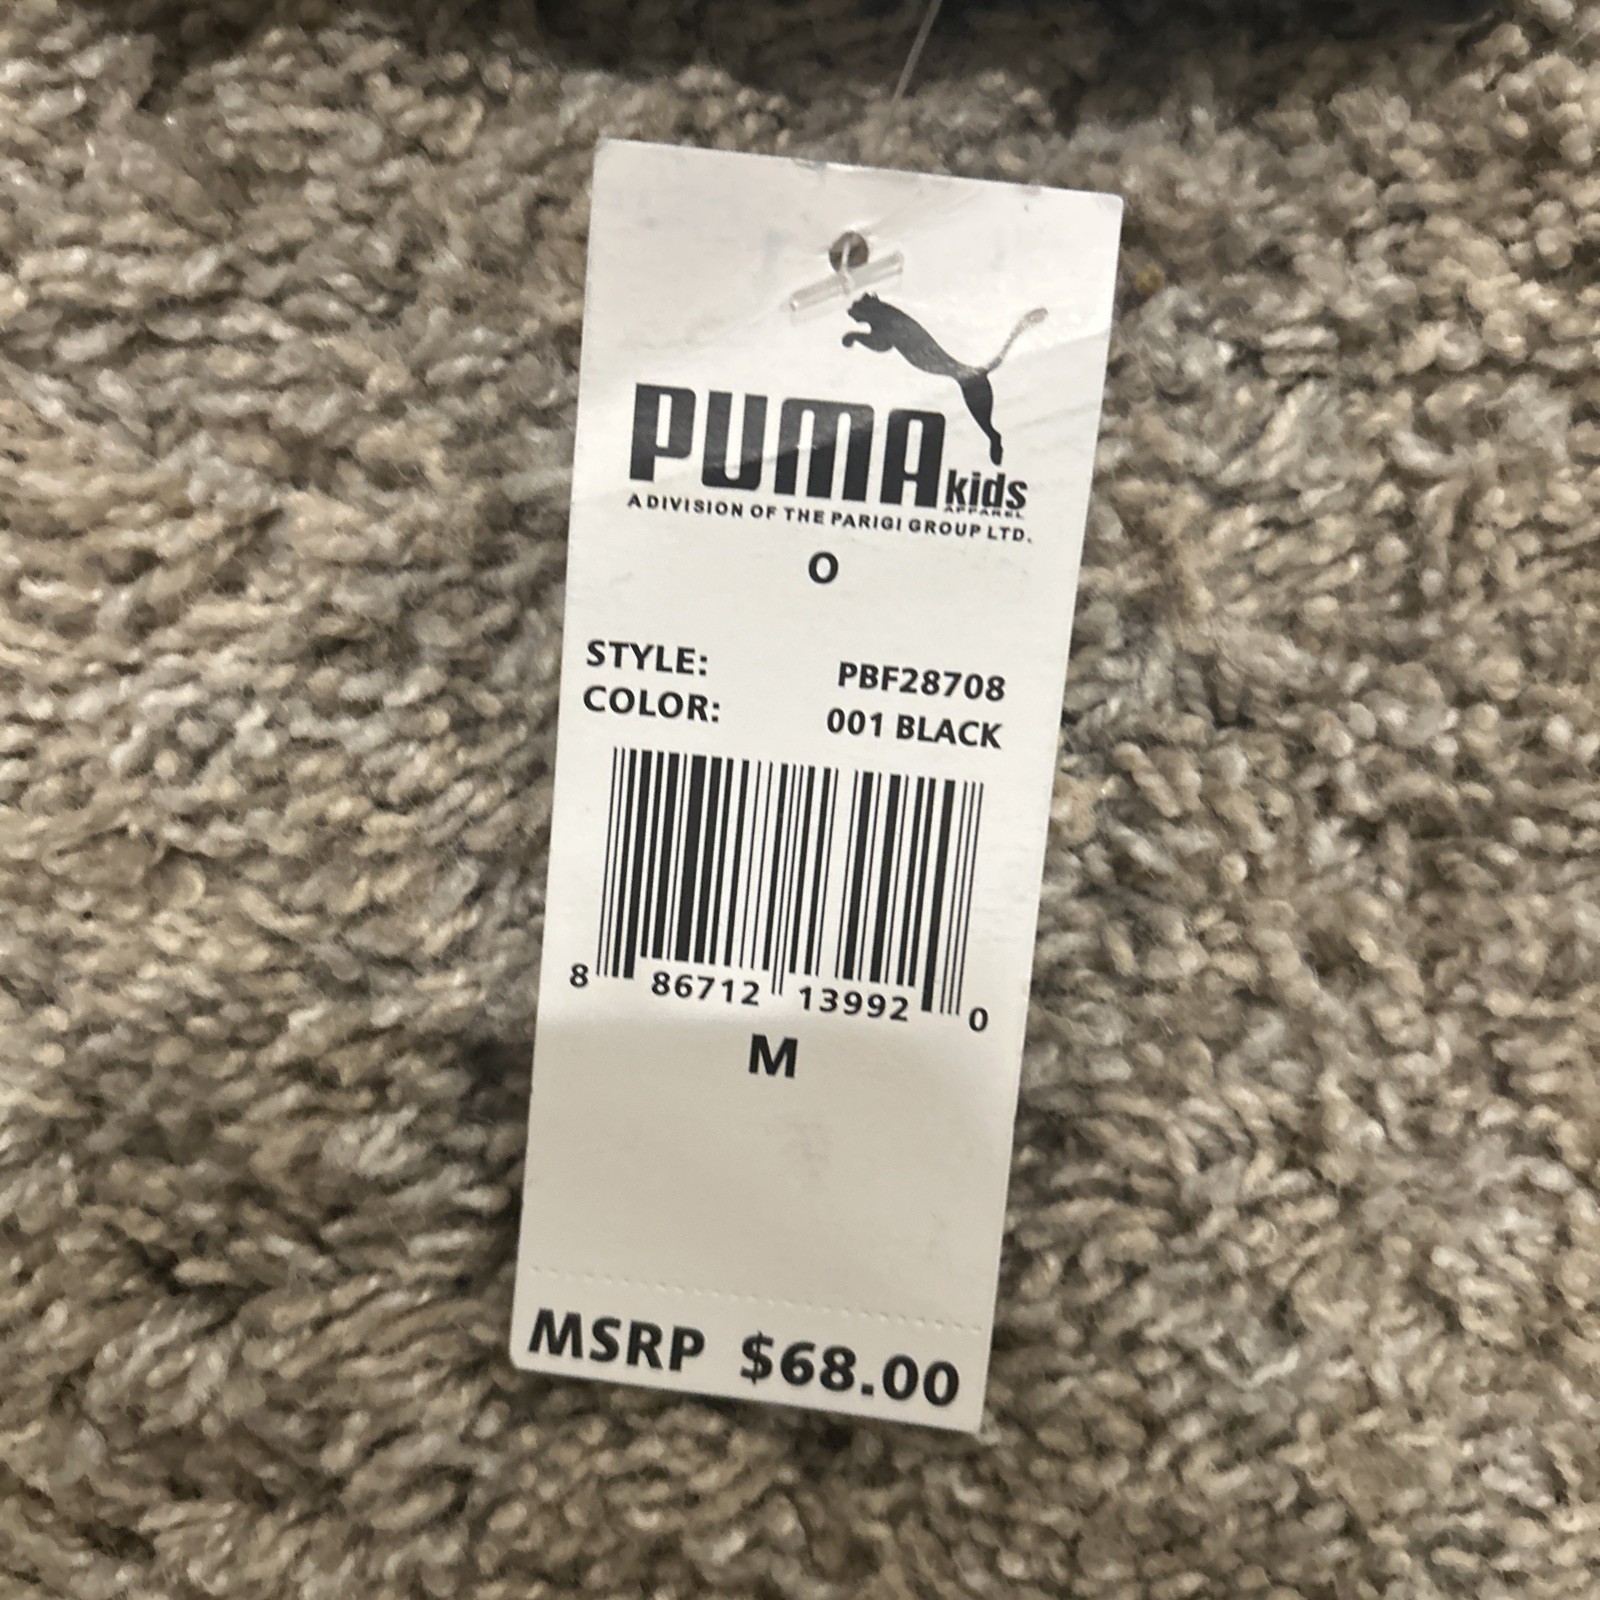 PUMA kids
APPAREL
A DIVISION OF THE PARIGI GROUP LTD.
O
STYLE: PBF28708
COLOR: 001 BLACK
8 86712 13992 0
M
MSRP $68.00